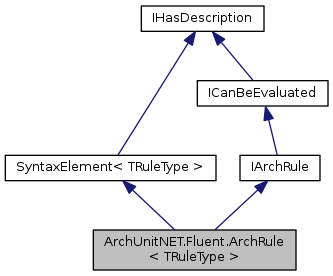 IHasDescription
ICanBeEvaluated
SyntaxElement< TRuleType >
IArchRule
ArchUnitNET.Fluent.ArchRule
< TRuleType >